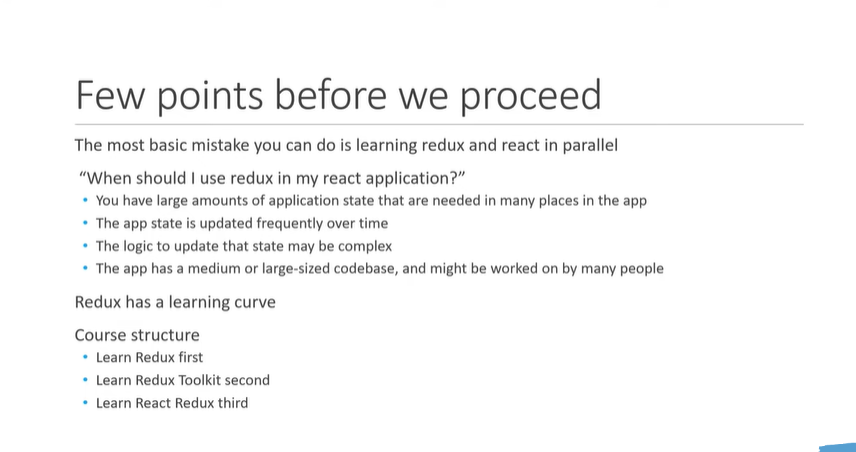 Few points before we proceed
The most basic mistake you can do is learning redux and react in parallel
“When should I use redux in my react application?”
• You have large amounts of application state that are needed in many places in the app
• The app state is updated frequently over time
• The logic to update that state may be complex
• The app has a medium or large-sized codebase, and might be worked on by many people
Redux has a learning curve
Course structure
• Learn Redux first
• Learn Redux Toolkit second
• Learn React Redux third